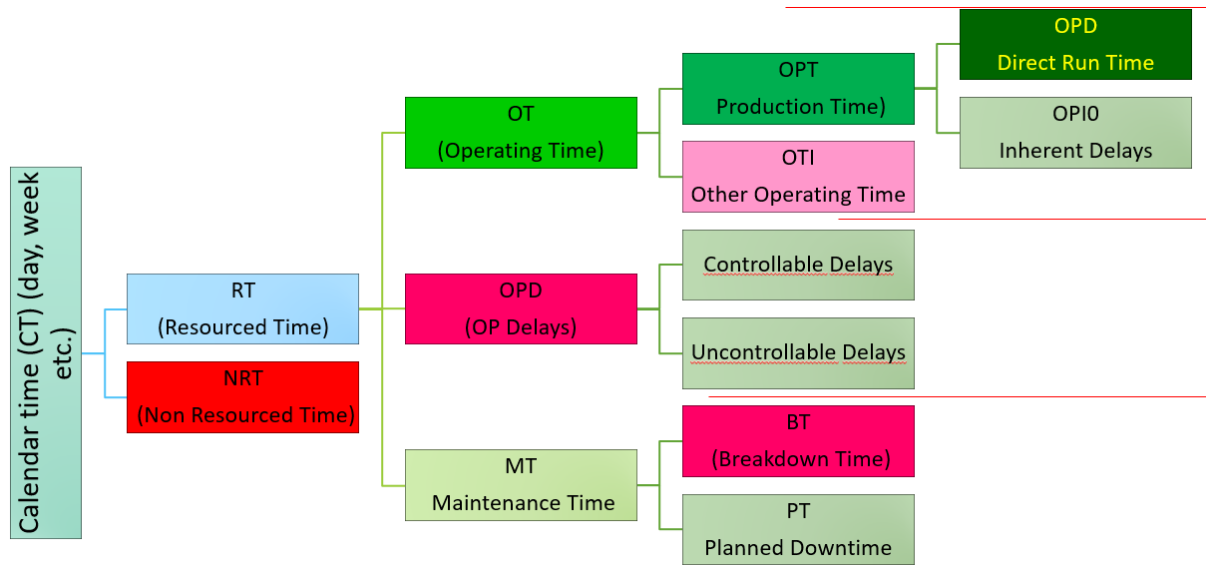 Calendar time (CT) (day, week
etc.)
RT
(Resourced Time)
NRT
(Non Resourced Time)
OT
(Operating Time)
OPD
(OP Delays)
MT
Maintenance Time
OPT
Production Time)
OTI
Other Operating Time
Controllable Delays
Uncontrollable Delays
BT
(Breakdown Time)
PT
Planned Downtime
OPD
Direct Run Time
OPI0
Inherent Delays